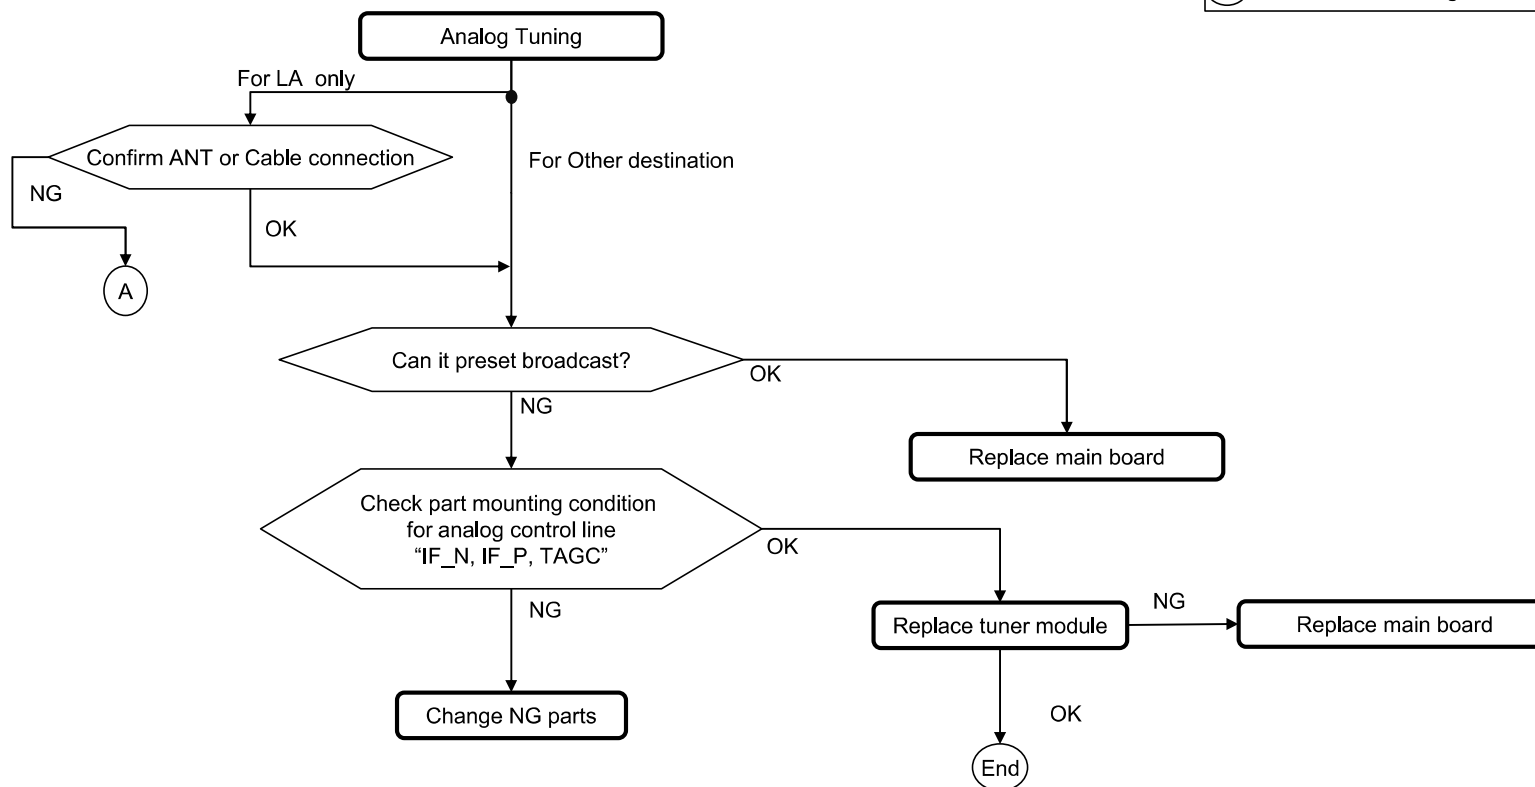 Analog Tuning
For LA only
Confirm ANT or Cable connection
For Other destination
NG
OK
A
Can it preset broadcast?
OK
NG
Replace main board
Check part mounting condition
for analog control line
“IF_N, IF_P, TAGC”
OK
NG
Replace tuner module
NG
Replace main board
Change NG parts
OK
End